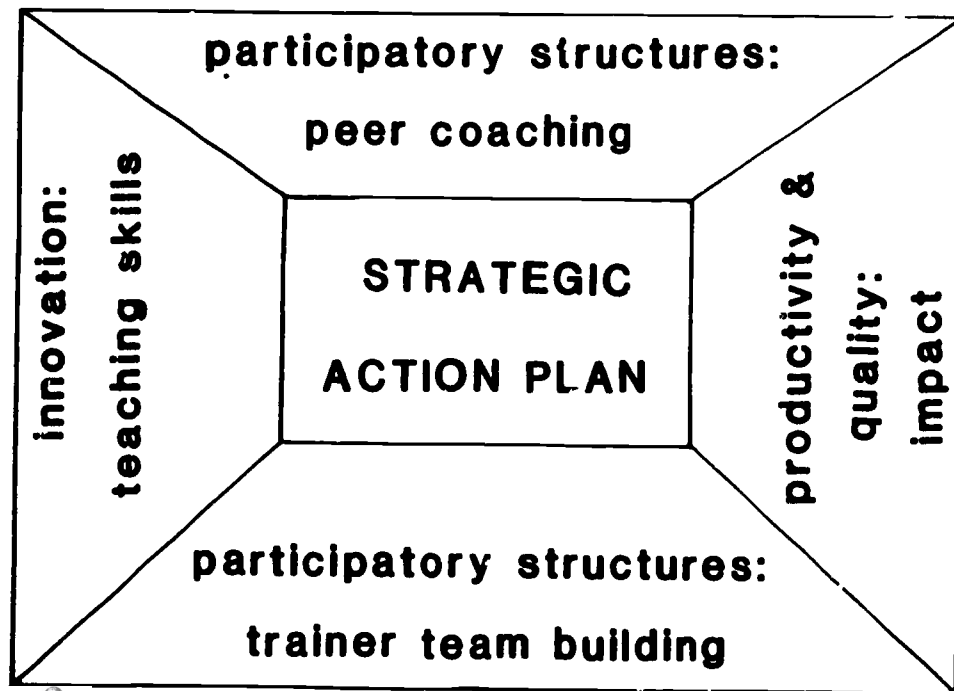 participatory structures:
peer coaching
innovation:
teaching skills
STRATEGIC
ACTION PLAN
productivity &
quality:
impact
participatory structures:
trainer team building